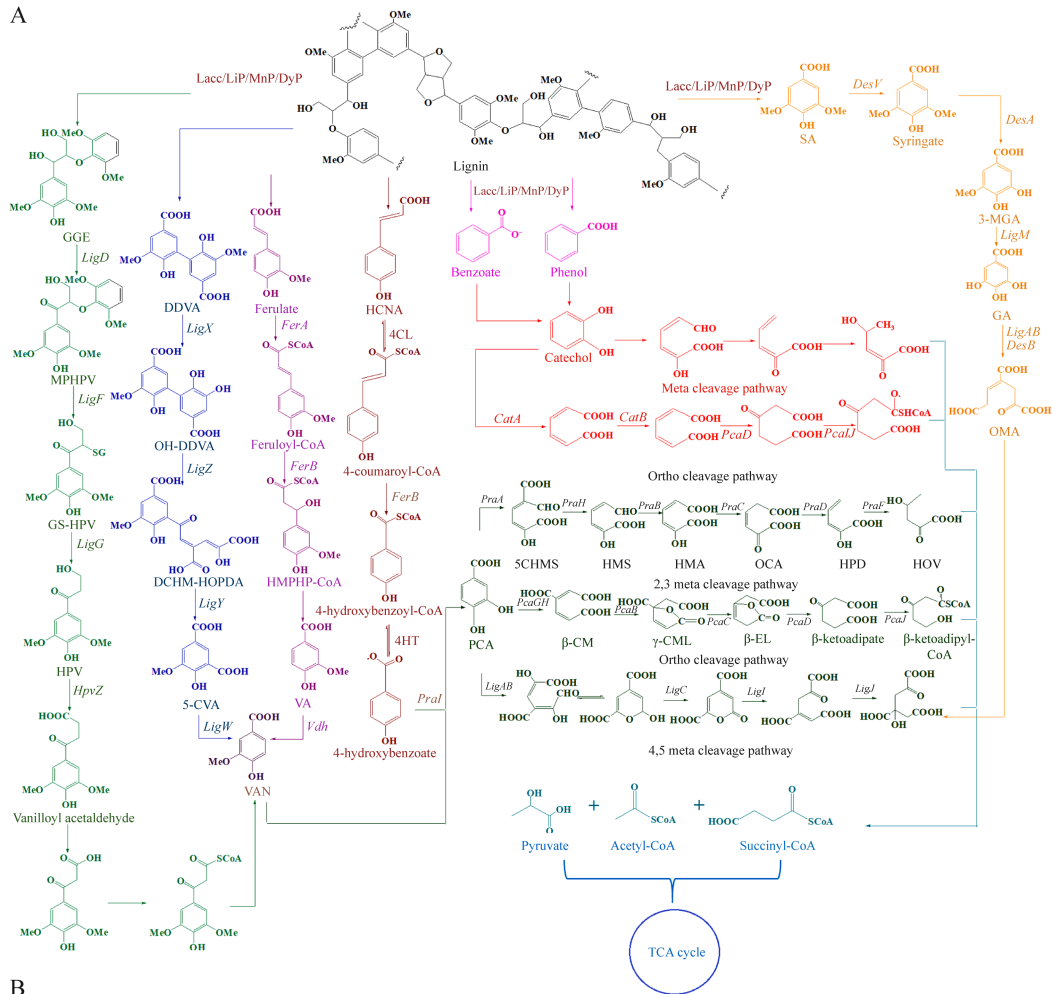 A
Lacc/LiP/MnP/DyP
Lignin
Lacc/LiP/MnP/DyP
Lacc/LiP/MnP/DyP
SA
DesV
Syringate
DesA
3-MGA
LigM
GA
LigAB
DesB
OMA
GGE
LigD
MPHPV
LigF
GS-HPV
LigG
HPV
HpvZ
Vanilloyl acetaldehyde
DDVA
LigX
OH-DDVA
LigZ
DCHM-HOPDA
LigY
5-CVA
LigW
VAN
Ferulate
FerA
Feruloyl-CoA
FerB
HMPHP-CoA
VA
Vdh
HCNA
4CL
4-coumaroyl-CoA
FerB
4-hydroxybenzoyl-CoA
4HT
4-hydroxybenzoate
PraI
Benzoate
Phenol
Catechol
Meta cleavage pathway
CatA
CatB
PcaD
PcaIJ
Ortho cleavage pathway
PCA
PraA
5CHMS
PraH
HMS
PraB
HMA
PraC
OCA
PraD
HPD
PraF
HOV
2,3 meta cleavage pathway
PcaGH
β-CM
PcaB
γ-CML
PcaC
β-EL
PcaD
β-ketoadipate
PcaJ
β-ketoadipyl-
CoA
Ortho cleavage pathway
LigAB
LigC
LigI
LigJ
4,5 meta cleavage pathway
Pyruvate
+
Acetyl-CoA
+
Succinyl-CoA
TCA cycle
B